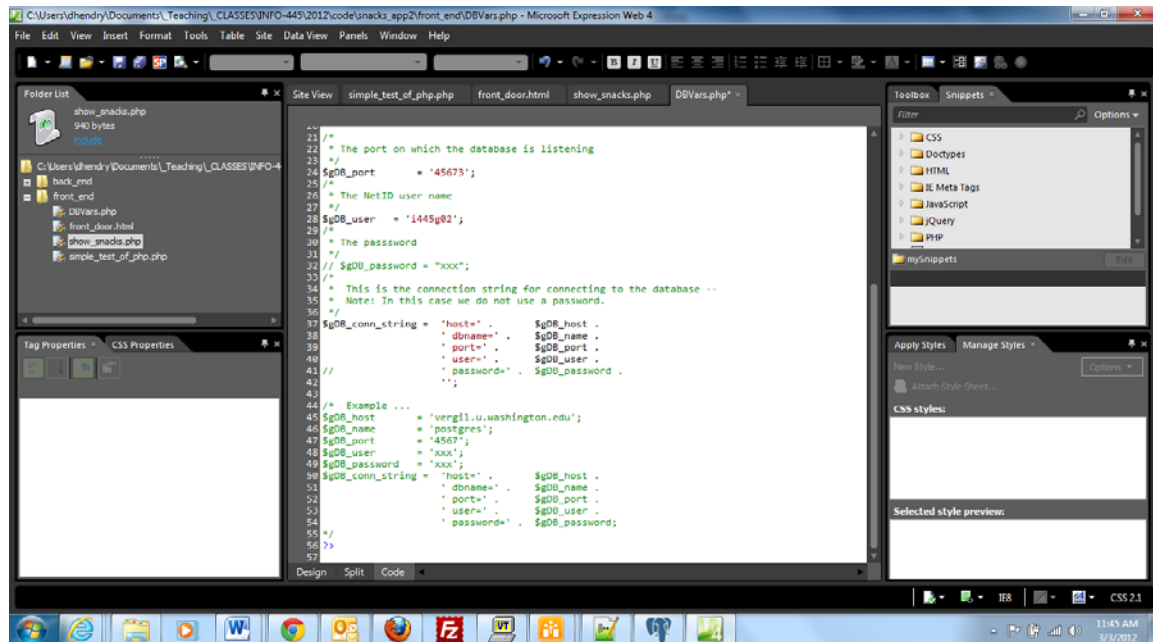 C:\Users\dhendry\Documents\_Teaching\_CLASSES\INFO-445\2012\code\snacks_app2\front_end\DBVars.php - Microsoft Expression Web 4
File Edit View Insert Format Tools Table Site Data View Panels Window Help
Folder List
show_snacks.php
940 bytes
include
C:\Users\dhendry\Documents\_Teaching\_CLASSES\INFO-4
back_end
front_end
DBVars.php
front_door.html
show_snacks.php
simple_test_of_php.php
Tag Properties CSS Properties
Site View simple_test_of_php.php front_door.html show_snacks.php DBVars.php*
21 /*
22 * The port on which the database is listening
23 */
24 $gDB_port = '45673';
25 /*
26 * The NetID user name
27 */
28 $gDB_user = 'i445g02';
29 /*
30 * The passsword
31 */
32 // $gDB_password = "xxx";
33 /*
34 * This is the connection string for connecting to the database --
35 * Note: In this case we do not use a password.
36 */
37 $gDB_conn_string = 'host=' . $gDB_host .
38 ' dbname=' . $gDB_name .
39 ' port=' . $gDB_port .
40 ' user=' . $gDB_user .
41 // ' password=' . $gDB_password .
42 '';
43
44 /* Example ...
45 $gDB_host = 'vergil.u.washington.edu';
46 $gDB_name = 'postgres';
47 $gDB_port = '4567';
48 $gDB_user = 'xxx';
49 $gDB_password = 'xxx';
50 $gDB_conn_string = 'host=' . $gDB_host .
51 ' dbname=' . $gDB_name .
52 ' port=' . $gDB_port .
53 ' user=' . $gDB_user .
54 ' password=' . $gDB_password;
55 */
56 ?>
57
Design Split Code
Toolbox Snippets
Filter Options
CSS
Doctypes
HTML
IE Meta Tags
JavaScript
jQuery
PHP
mySnippets Edit
Apply Styles Manage Styles
New Style... Options
Attach Style Sheet...
CSS styles:
Selected style preview:
IE8 CSS 2.1
11:45 AM
3/3/2012